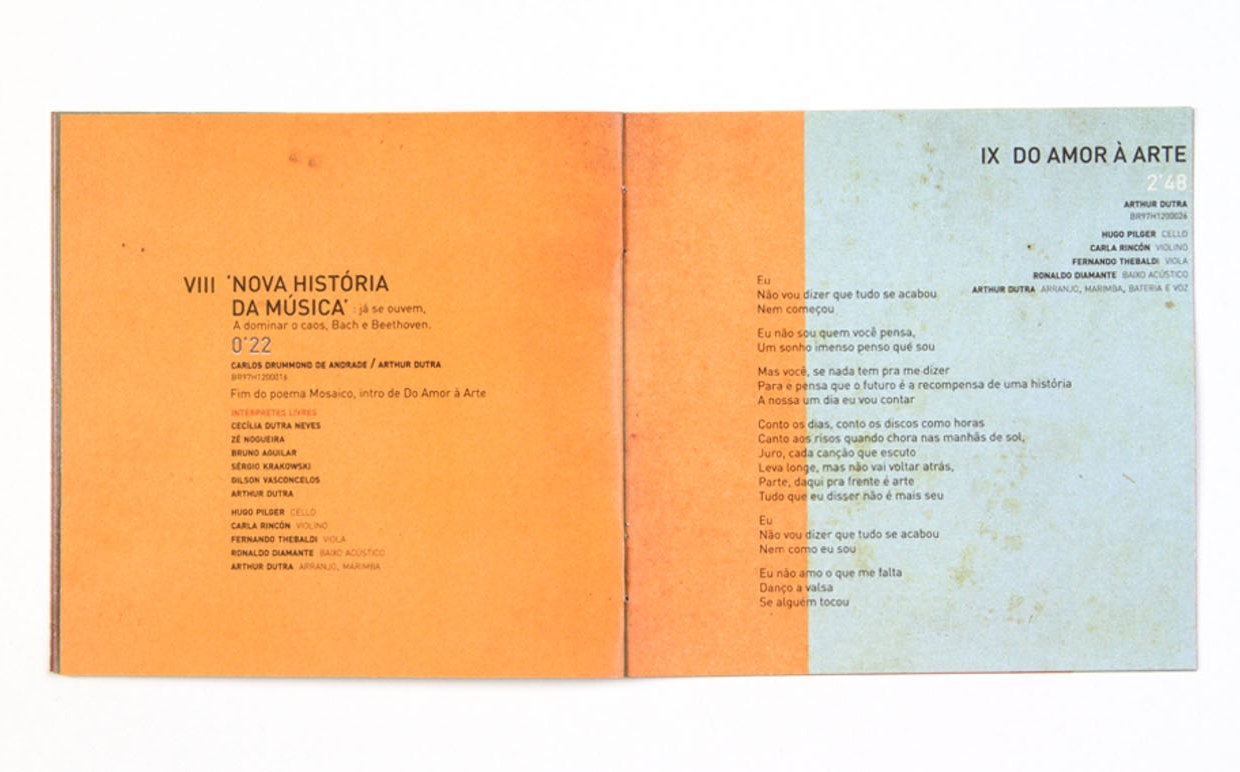 VIII 'NOVA HISTÓRIA
DA MÚSICA' : já se ouvem,
A dominar o caos, Bach e Beethoven.
0'22
CARLOS DRUMMOND DE ANDRADE / ARTHUR DUTRA
BR97H1200016
Fim do poema Mosaico, intro de Do Amor à Arte
INTÉRPRETES LIVRES
CECÍLIA DUTRA NEVES
ZÉ NOGUEIRA
BRUNO AGUILAR
SÉRGIO KRAKOWSKI
DILSON VASCONCELOS
ARTHUR DUTRA
HUGO PILGER CELLO
CARLA RINCÓN VIOLINO
FERNANDO THEBALDI VIOLA
RONALDO DIAMANTE BAIXO ACÚSTICO
ARTHUR DUTRA ARRANJO, MARIMBA
IX DO AMOR À ARTE
2'48
ARTHUR DUTRA
BR97H1200026
HUGO PILGER CELLO
CARLA RINCÓN VIOLINO
FERNANDO THEBALDI VIOLA
RONALDO DIAMANTE BAIXO ACÚSTICO
ARTHUR DUTRA ARRANJO, MARIMBA, BATERIA E VOZ
Eu
Não vou dizer que tudo se acabou
Nem começou
Eu não sou quem você pensa,
Um sonho imenso penso que sou
Mas você, se nada tem pra me dizer
Para e pensa que o futuro é a recompensa de uma história
A nossa um dia eu vou contar
Conto os dias, conto os discos como horas
Canto aos risos quando chora nas manhãs de sol,
Juro, cada canção que escuto
Leva longe, mas não vai voltar atrás,
Parte, daqui pra frente é arte
Tudo que eu disser não é mais seu
Eu
Não vou dizer que tudo se acabou
Nem como eu sou
Eu não amo o que me falta
Danço a valsa
Se alguém tocou